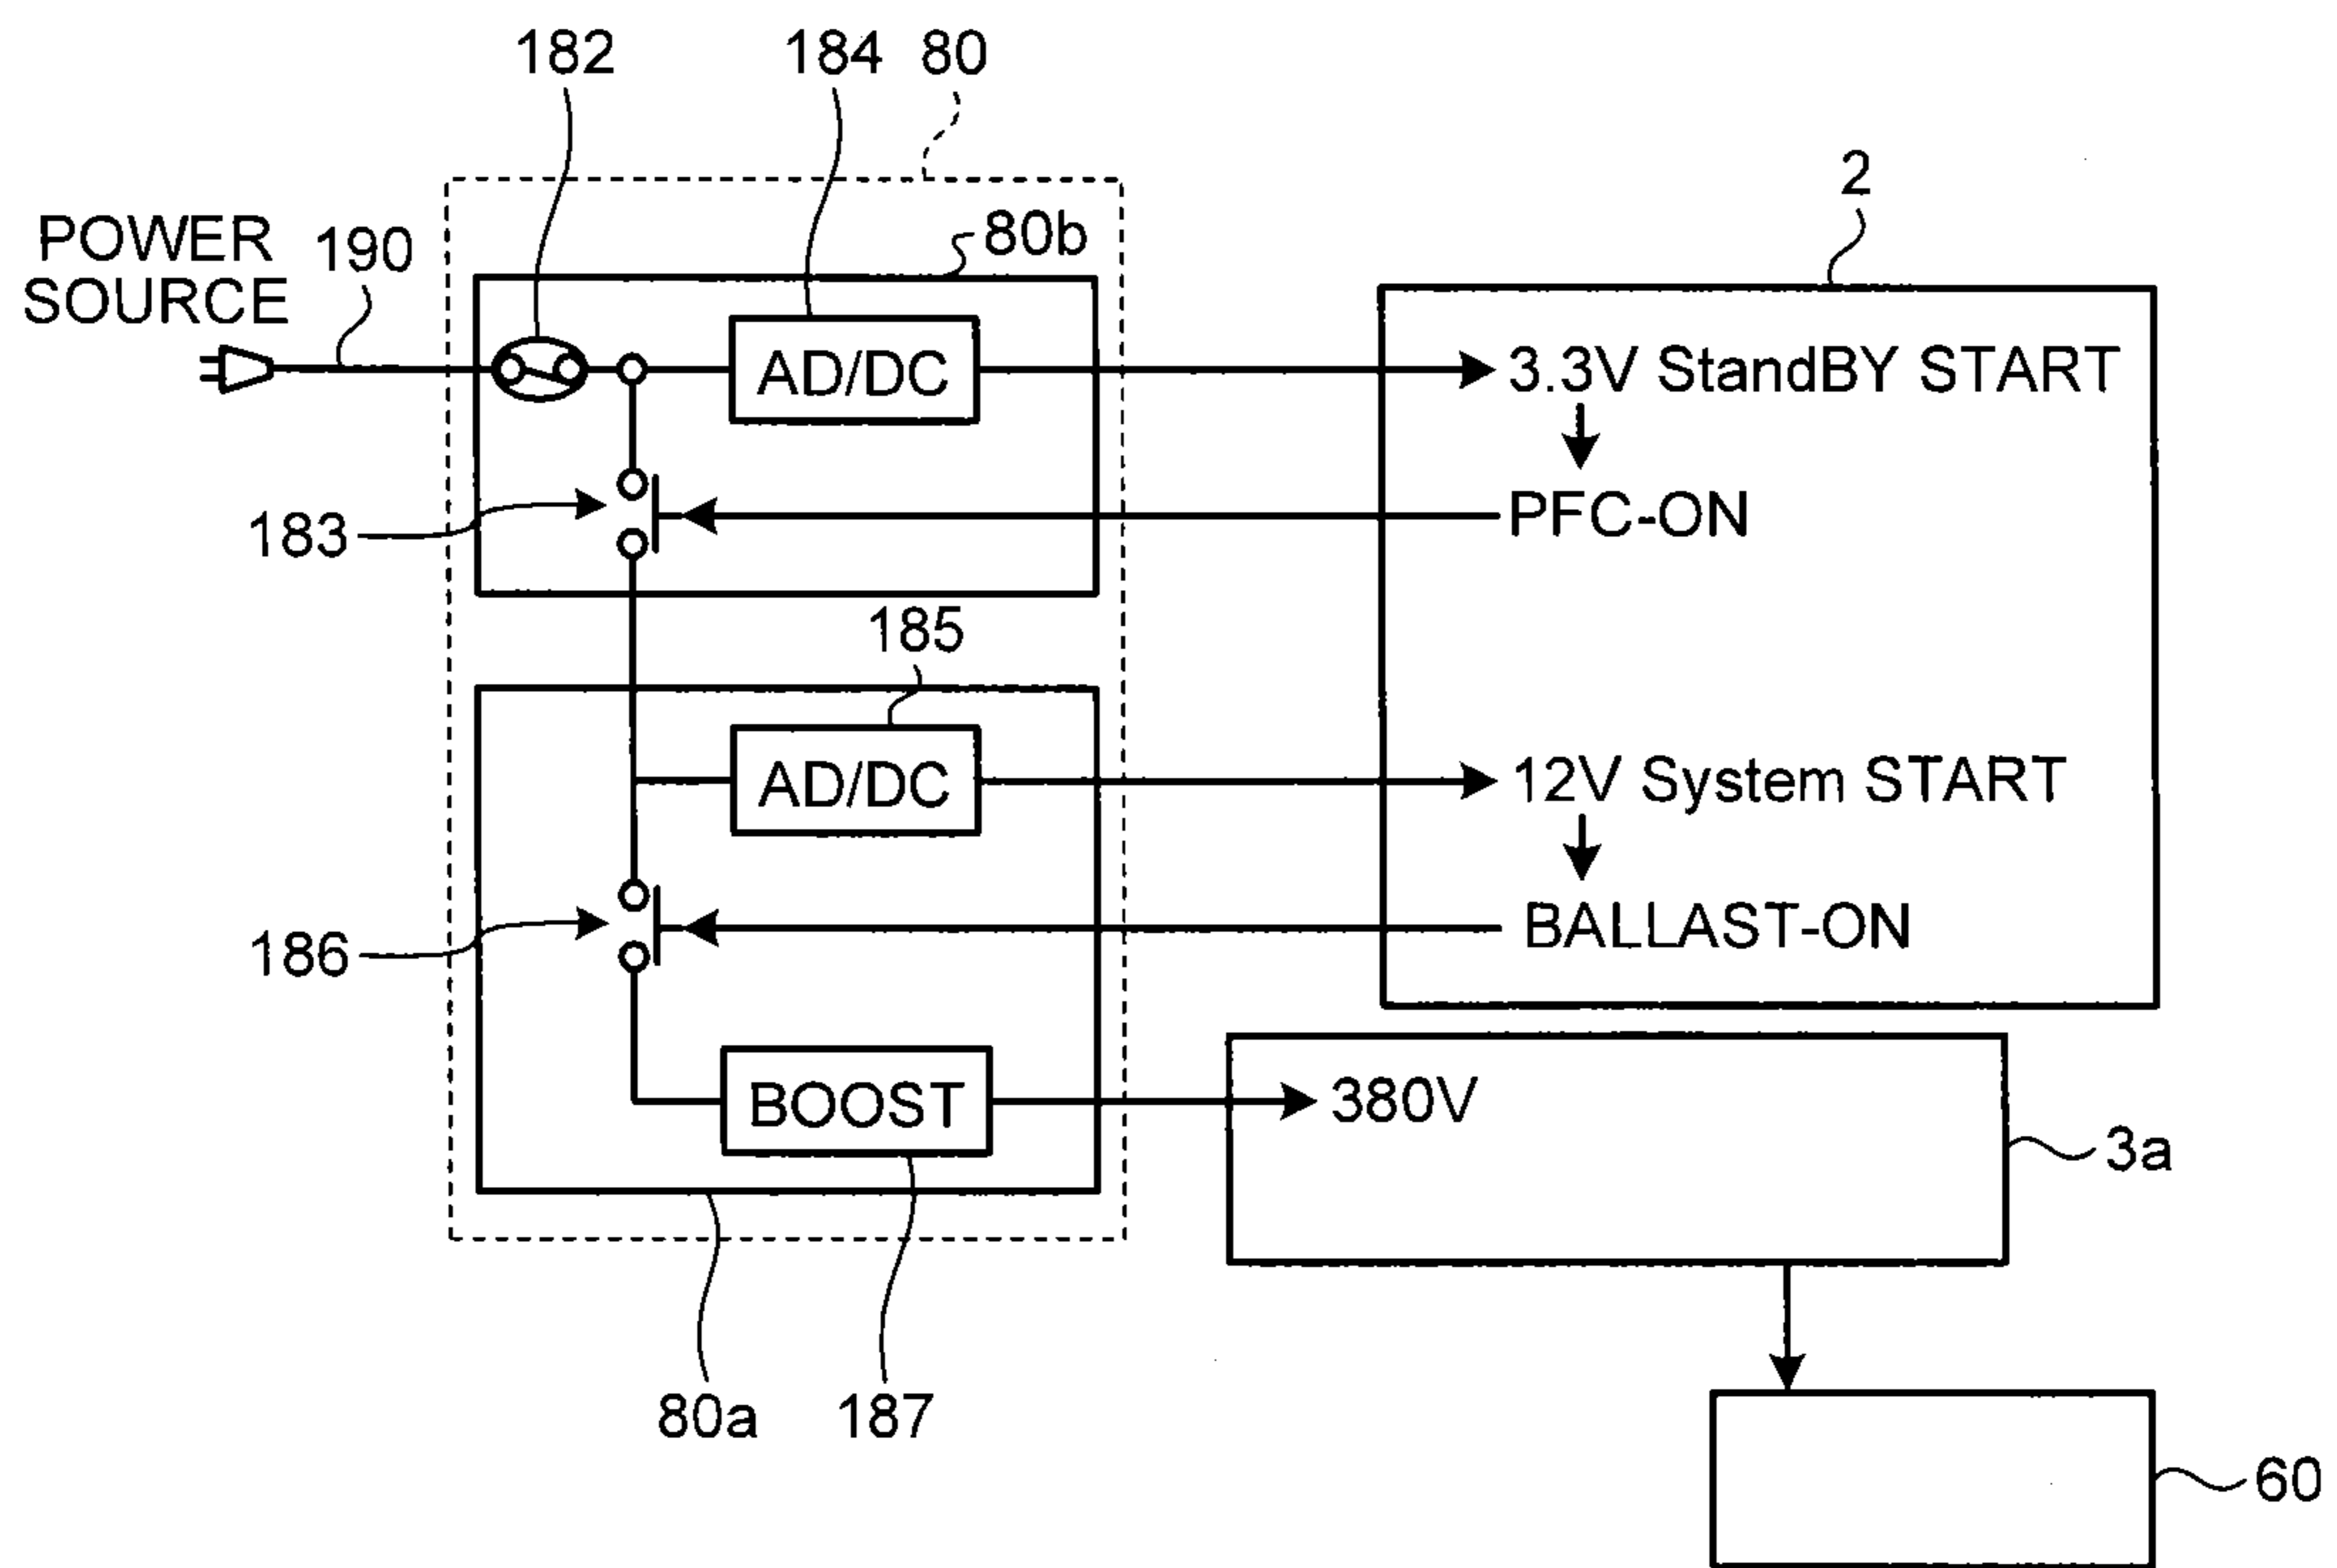 182
184
80
2
POWER
SOURCE
190
80b
AD/DC
3.3V StandBY START
183
PFC-ON
185
AD/DC
12V System START
186
BALLAST-ON
BOOST
380V
3a
80a
187
60